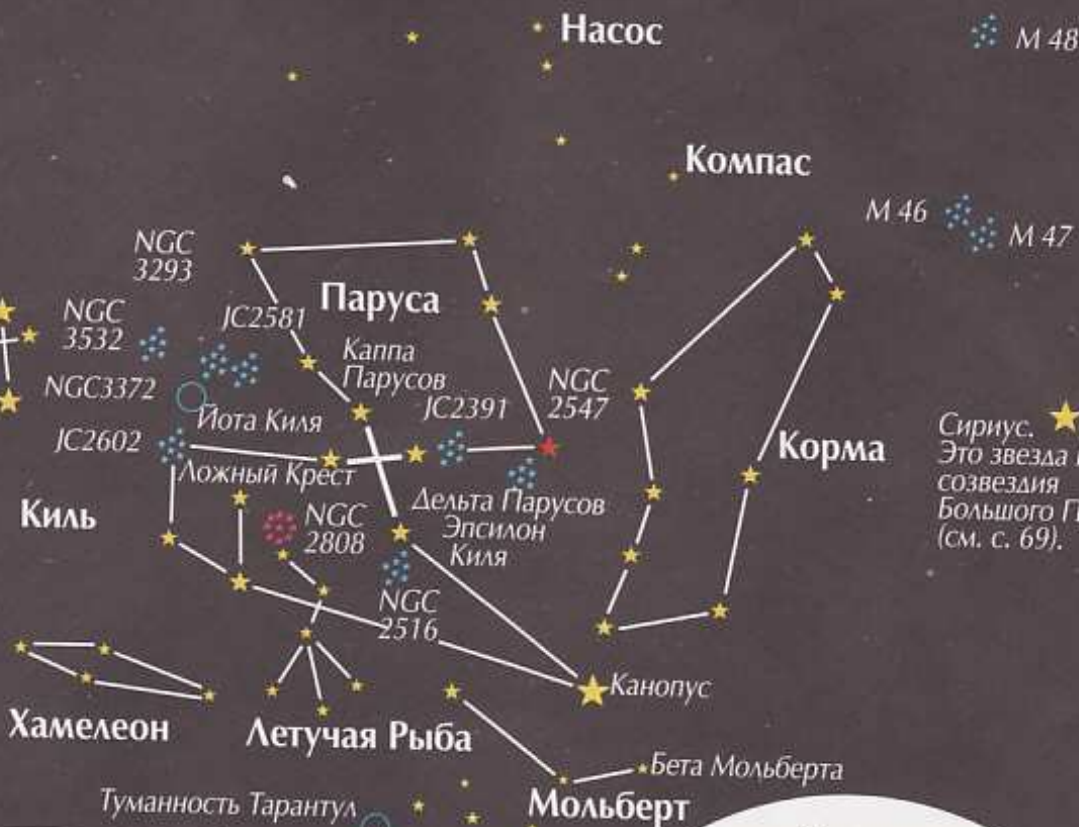 Насос
М 48
Компас
М 46
М 47
NGC
3293
Паруса
NGC
3532
JC2581
Каппа
Парусов
NGC3372
JC2391
NGC
2547
Йота Киля
JC2602
Ложный Крест
Корма
Сириус.
Это звезда
созвездия
Большого
(см. с. 69).
Киль
NGC
2808
Дельта Парусов
Эпсилон
Киля
NGC
2516
Канопус
Хамелеон
Летучая Рыба
Бета Мольберта
Туманность Тарантул
Мольберт